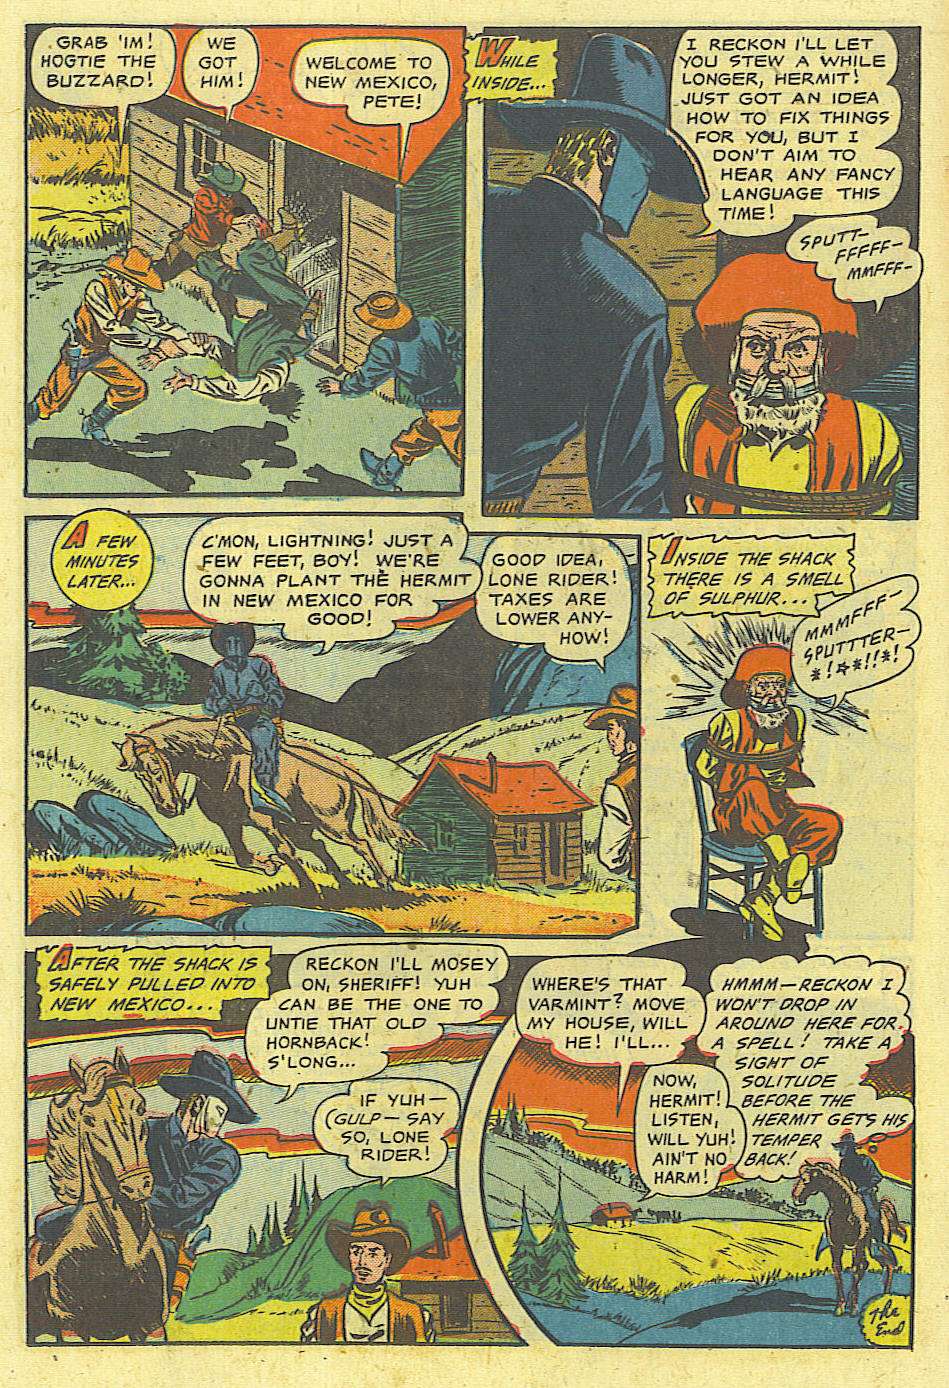 GRAB 'IM!
HOGTIE THE
BUZZARD!
WE
GOT
HIM!
WELCOME TO
NEW MEXICO,
PETE!
WHILE
INSIDE...
I RECKON I'LL LET
YOU STEW A WHILE
LONGER, HERMIT!
JUST GOT AN IDEA
HOW TO FIX THINGS
FOR YOU, BUT I
DON'T AIM TO
HEAR ANY FANCY
LANGUAGE THIS
TIME!
SPUTT-
FFFFF-
MMFFF-
A FEW
MINUTES
LATER...
C'MON, LIGHTNING! JUST A
FEW FEET, BOY! WE'RE
GONNA PLANT THE HERMIT
IN NEW MEXICO FOR
GOOD!
GOOD IDEA,
LONE RIDER!
TAXES ARE
LOWER ANY-
HOW!
INSIDE THE SHACK
THERE IS A SMELL
OF SULPHUR...
MMMFFF-
SPUTTTER-
*!☆*!!*!
AFTER THE SHACK IS
SAFELY PULLED INTO
NEW MEXICO...
RECKON I'LL MOSEY
ON, SHERIFF! YUH
CAN BE THE ONE TO
UNTIE THAT OLD
HORNBACK!
S'LONG...
IF YUH-
(GULP- SAY
SO, LONE
RIDER!
WHERE'S THAT
VARMINT? MOVE
MY HOUSE, WILL
HE! I'LL...
NOW,
HERMIT!
LISTEN,
WILL YUH!
AIN'T NO
HARM!
HMMM-RECKON I
WON'T DROP IN
AROUND HERE FOR
A SPELL! TAKE A
SIGHT OF
SOLITUDE
BEFORE THE
HERMIT GETS HIS
TEMPER
BACK!
The
End